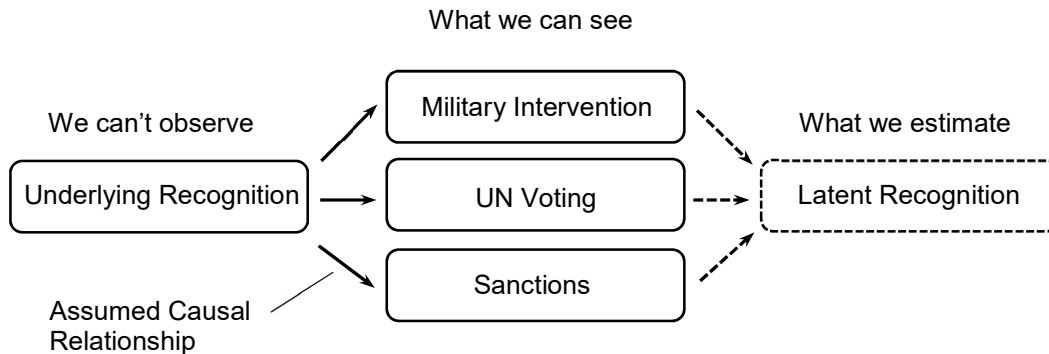 What we can see
We can’t observe
Underlying Recognition
Assumed Causal
Relationship
Military Intervention
UN Voting
Sanctions
What we estimate
Latent Recognition